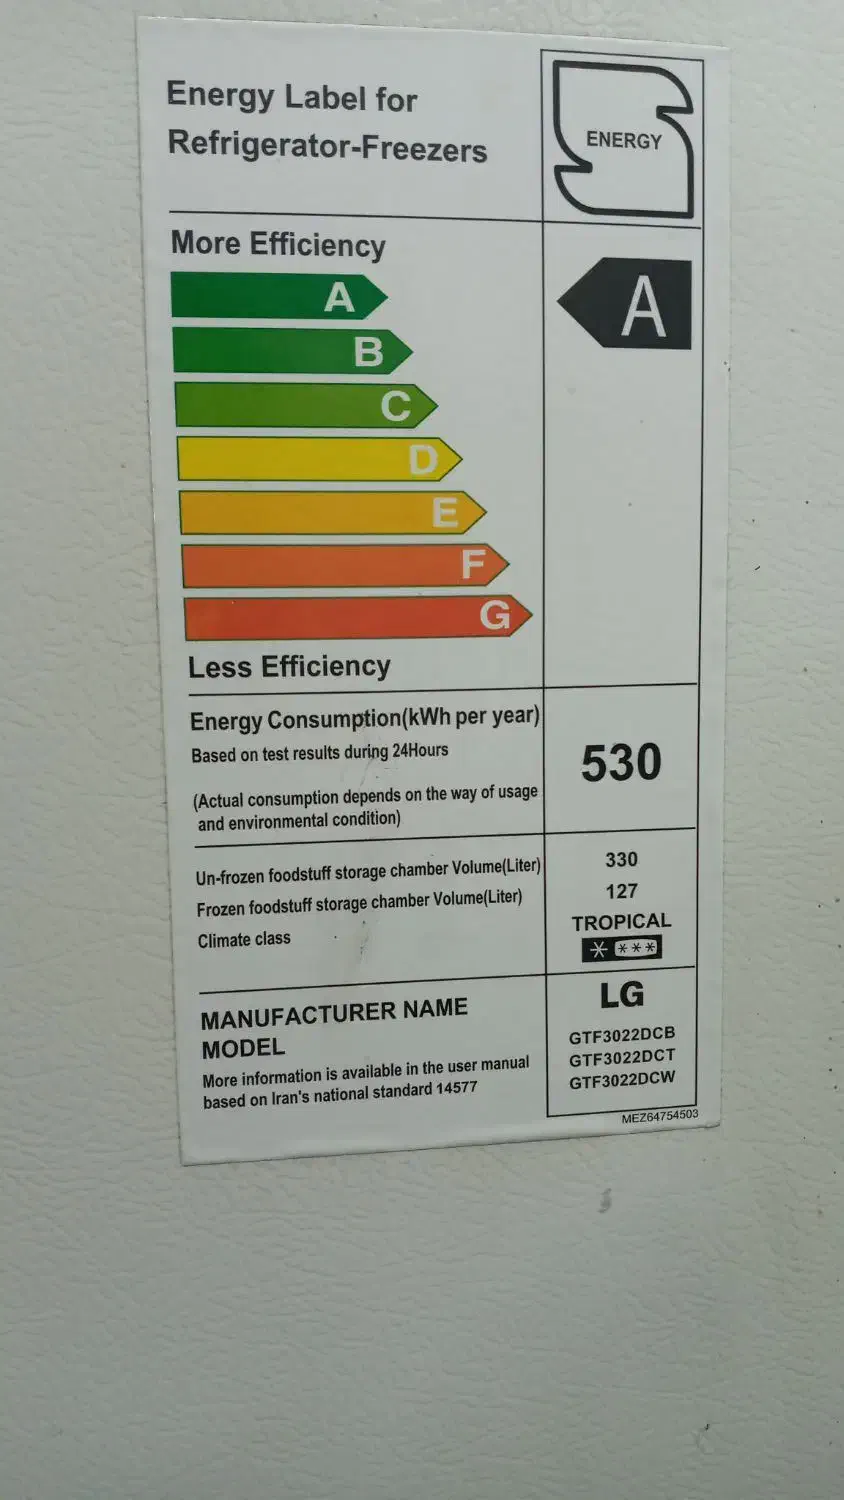 Energy Label for
Refrigerator-Freezers
ENERGY
More Efficiency
A
A
B
C
D
E
F
G
Less Efficiency
Energy Consumption(kWh per year)
Based on test results during 24Hours
530
(Actual consumption depends on the way of usage
and environmental condition)
Un-frozen foodstuff storage chamber Volume(Liter) 330
Frozen foodstuff storage chamber Volume(Liter) 127
Climate class TROPICAL
MANUFACTURER NAME LG
MODEL GTF3022DCB
GTF3022DCT
GTF3022DCW
More information is available in the user manual
based on Iran's national standard 14577
MEZ64754503